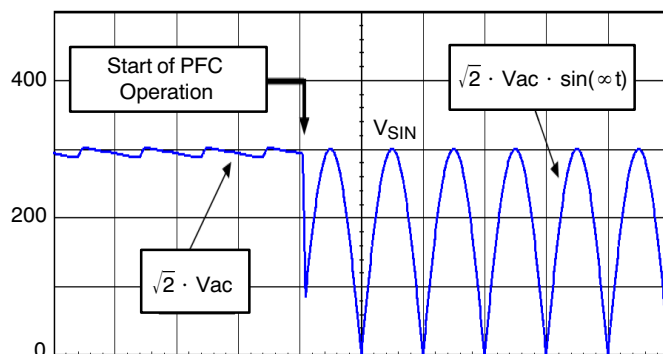 400
200
0
Start of PFC
Operation
√2 · Vac · sin(∞ t)
V_SIN
√2 · Vac